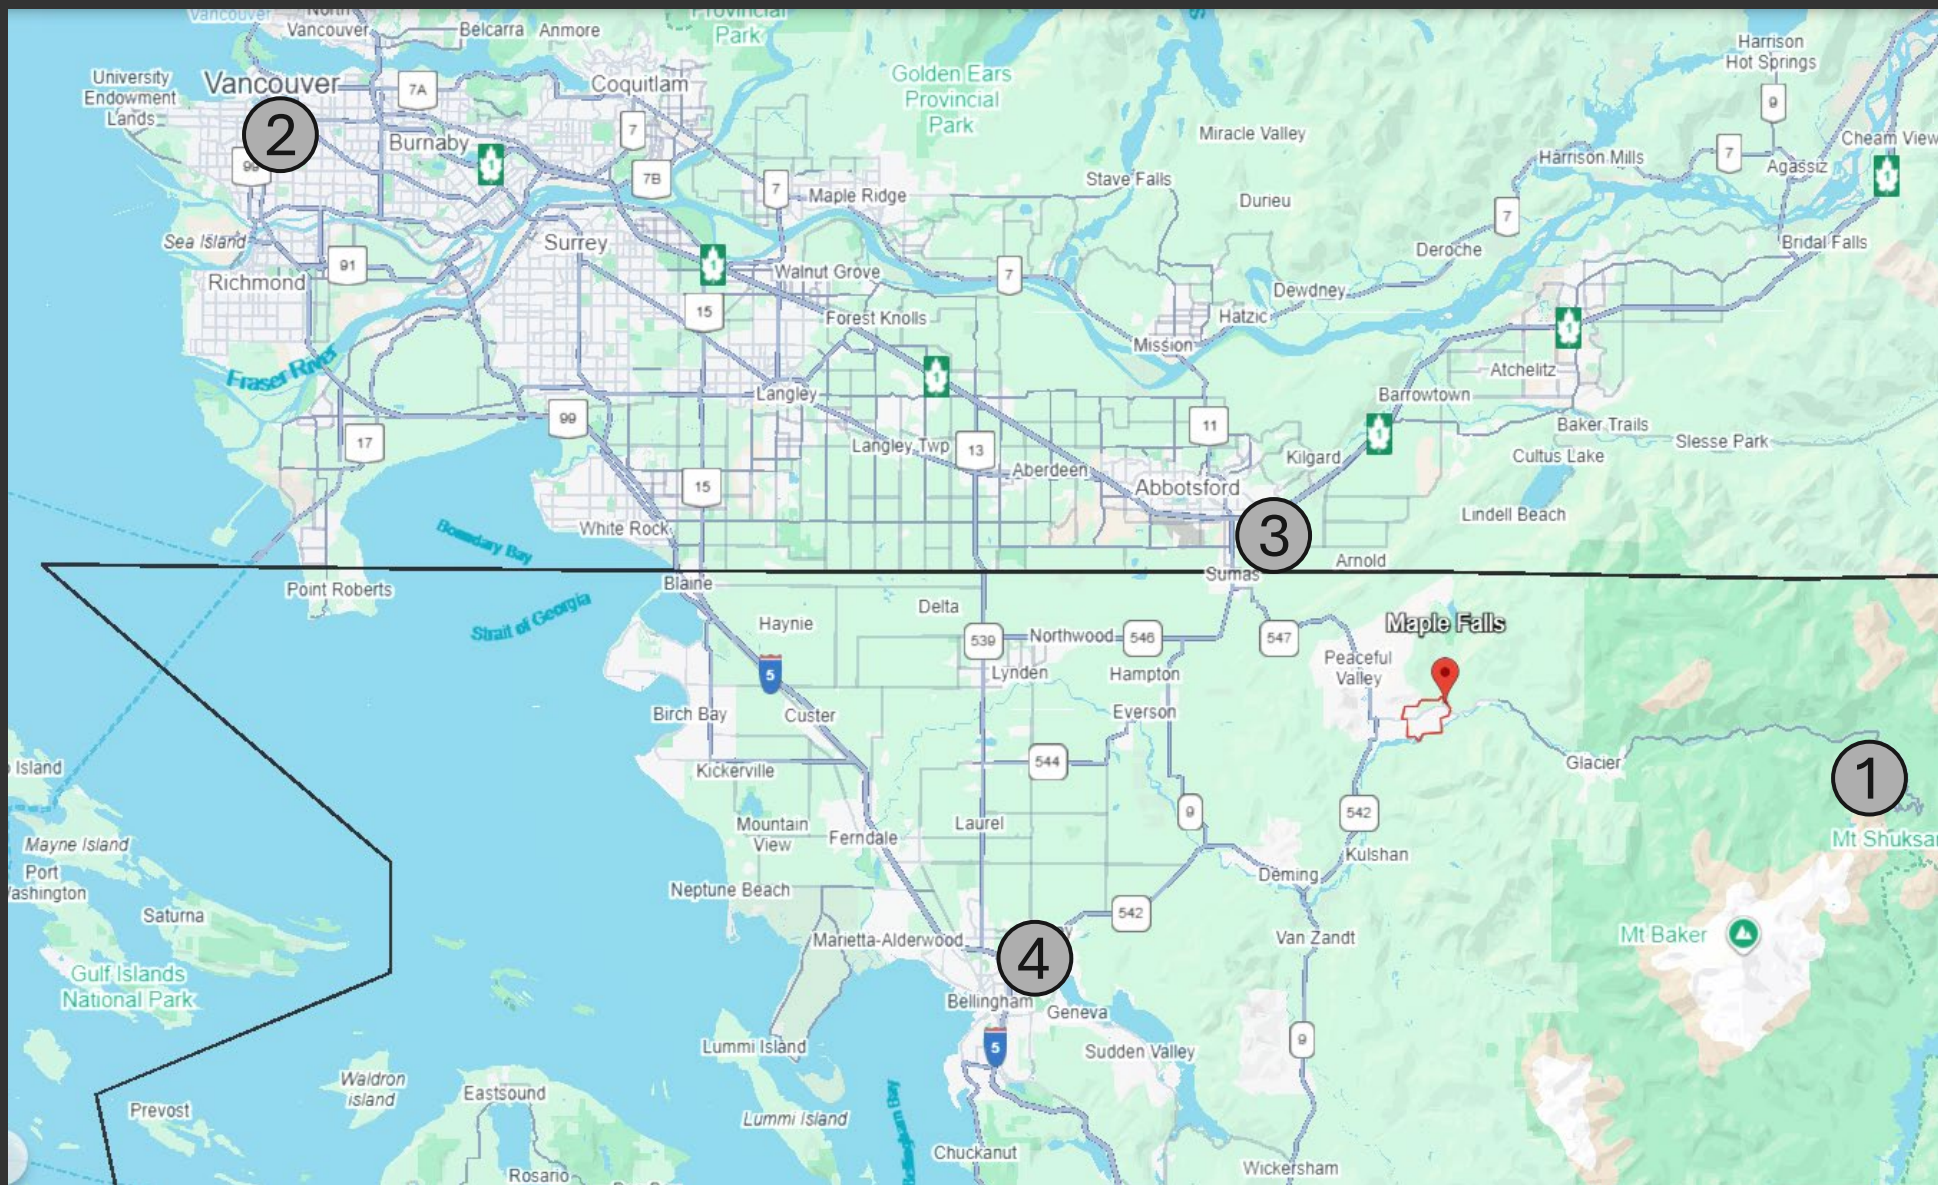 Vancouver
North
Vancouver
Belcarra
Anmore
Provincial
Park
Harrison
Hot Springs
University
Endowment
Lands
Vancouver
7A
Coquitlam
Golden Ears
Provincial
Park
9
2
Burnaby
1
7
7B
7
Maple Ridge
Miracle Valley
Stave Falls
Durieu
Harrison Mills
7
Agassiz
Cheam View
1
7
Sea Island
Surrey
91
Richmond
1
Walnut Grove
7
Deroche
Bridal Falls
15
Forest Knolls
Dewdney
Hatzic
Mission
1
Fraser River
1
Langley
Atchelitz
Barrowtown
99
17
Langley Twp
13
11
1
Baker Trails
Slesse Park
Aberdeen
Kilgard
Cultus Lake
15
Abbotsford
Lindell Beach
Boundary Bay
White Rock
3
Arnold
Point Roberts
Blaine
Sumas
Strait of Georgia
Haynie
Delta
539
Northwood
546
547
Maple Falls
5
Lynden
Hampton
Peaceful
Valley
Birch Bay
Custer
Everson
Kickerville
544
Glacier
1
Island
Mayne Island
Port
Washington
Saturna
Mountain
View
Ferndale
Laurel
9
542
Kulshan
Mt Shuksan
Neptune Beach
Deming
542
Marietta-Alderwood
4
Van Zandt
Mt Baker
Gulf Islands
National Park
Bellingham
Geneva
5
Lummi Island
Sudden Valley
9
Waldron
island
Eastsound
Prevost
Lummi Island
Bellingham Bay
Chuckanut
Rosario
Wickersham